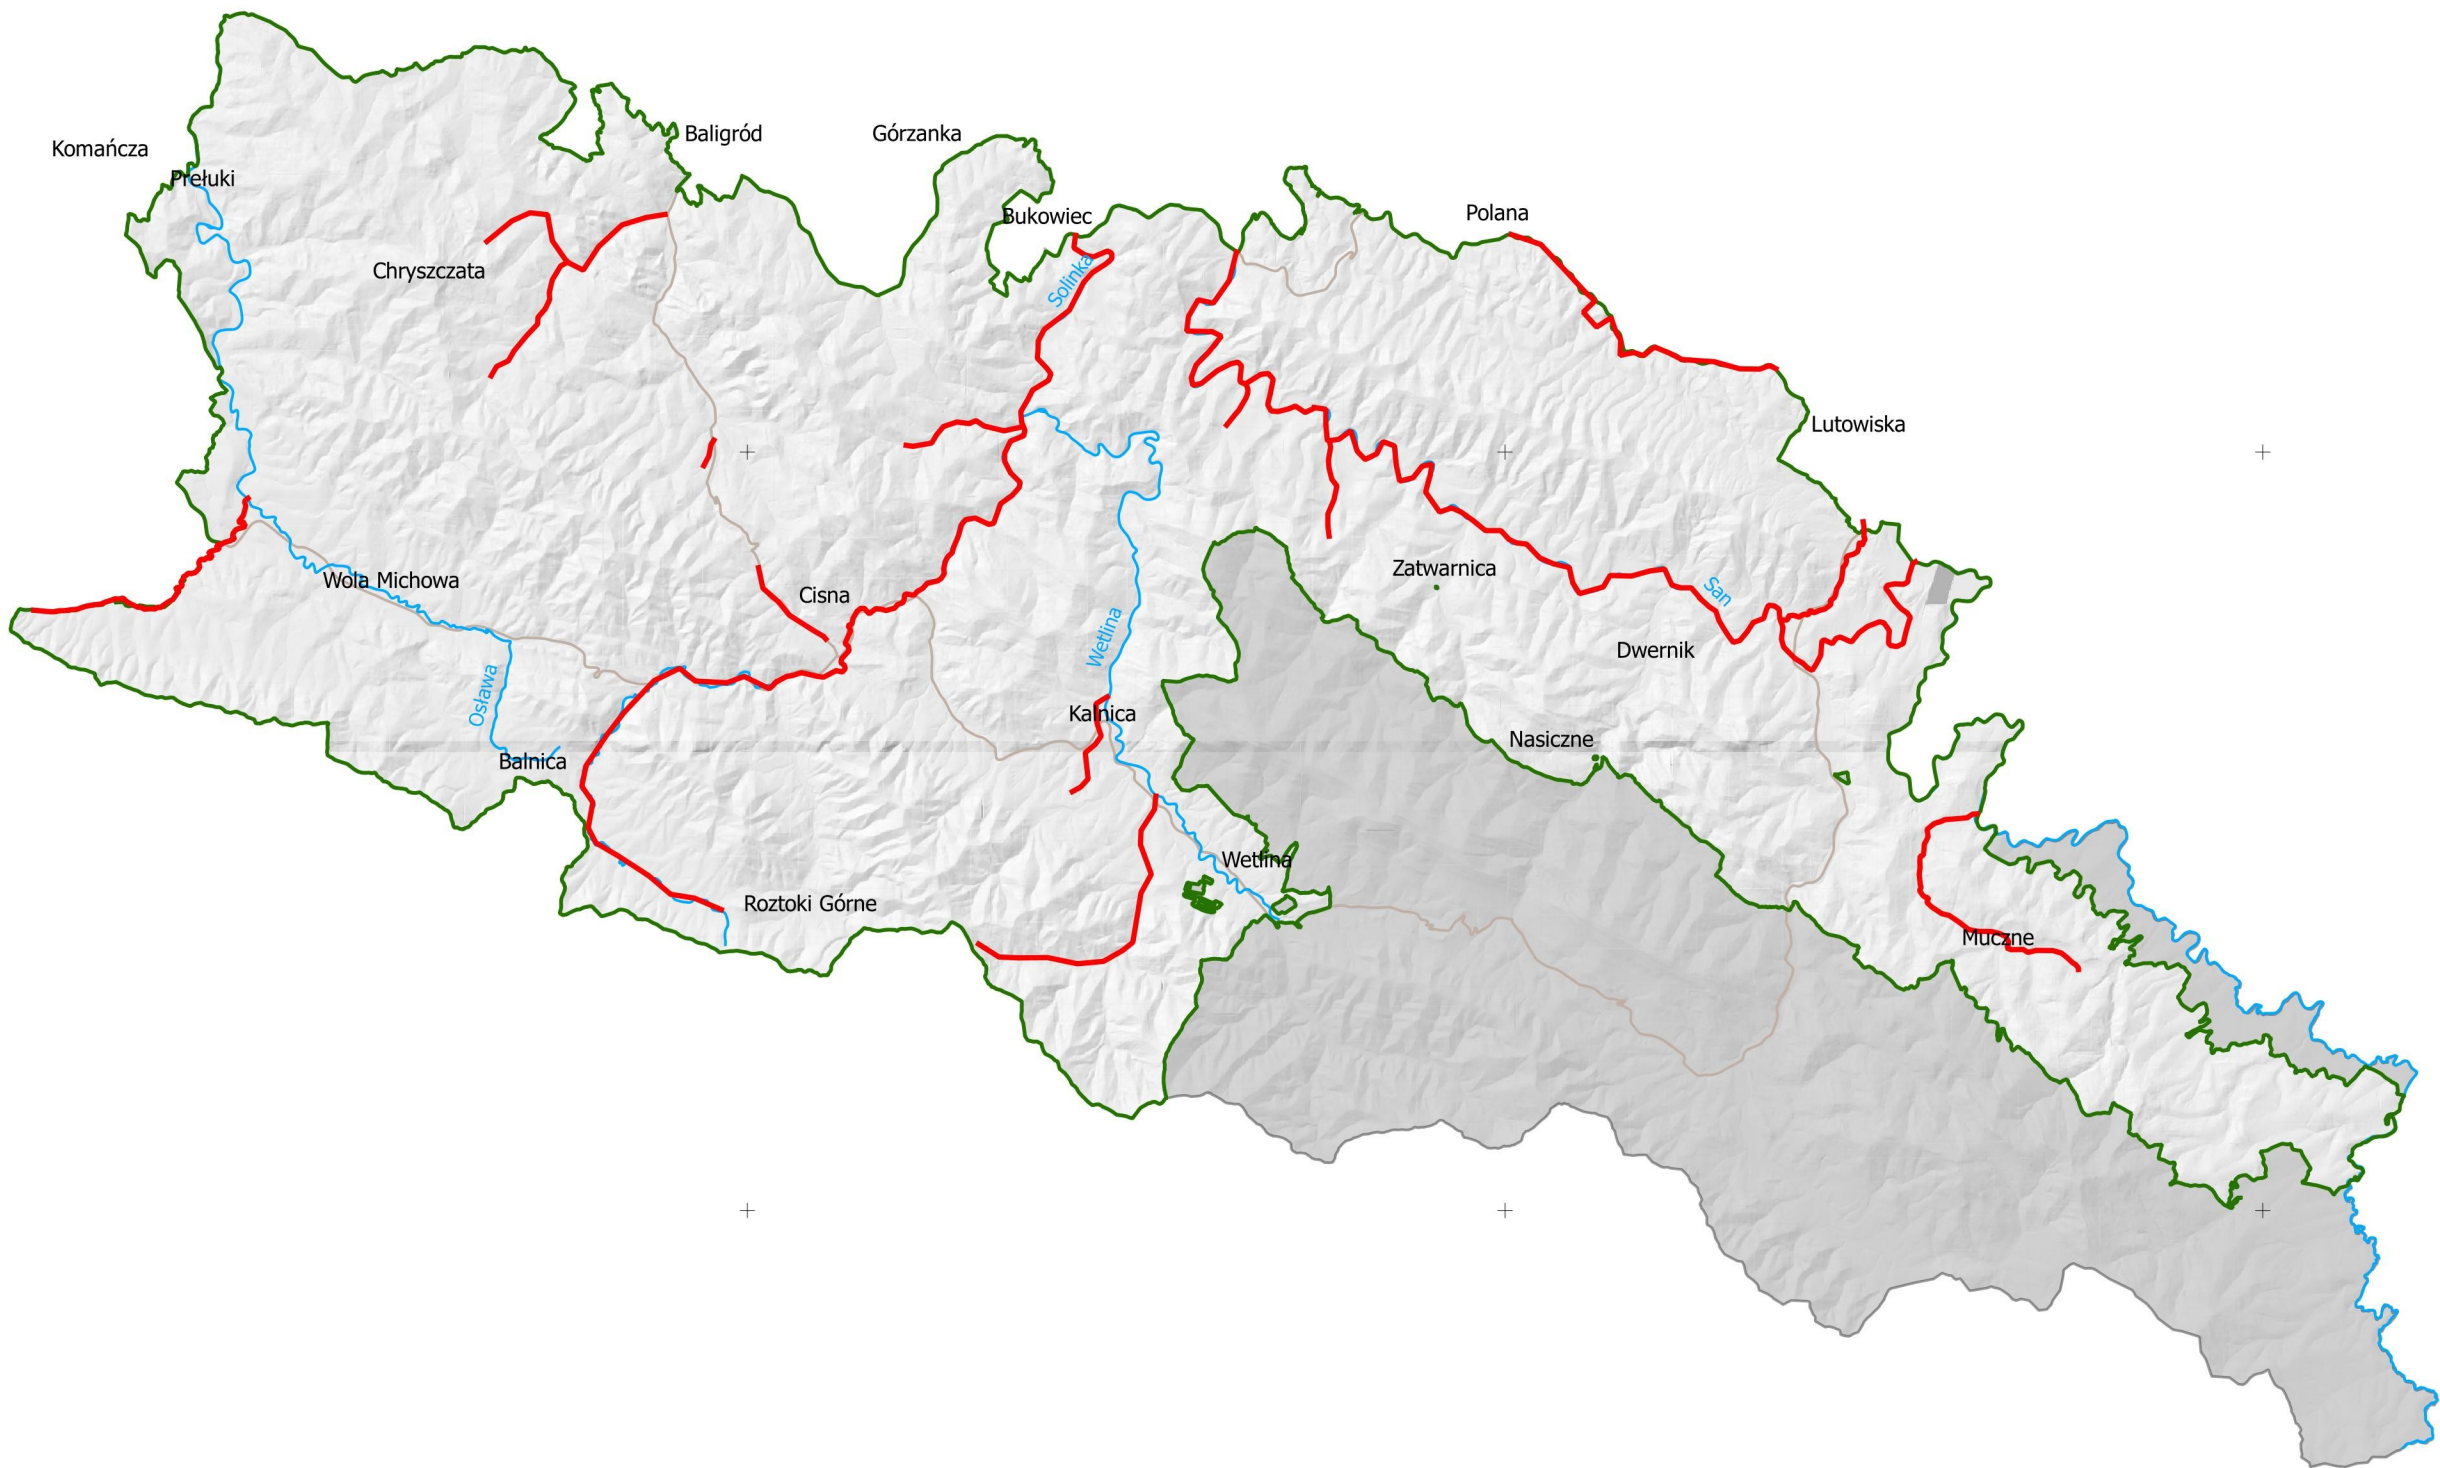 Baligród
Górzanka
Komańcza
Prełuki
Polana
Bukowiec
Chryszczata
Solinka
Lutowiska
Zatwarnica
Wola Michowa
San
Cisna
Wetlina
Dwernik
Osława
Kalnica
Nasiczne
Balnica
Wetlina
Roztoki Górne
Muczne